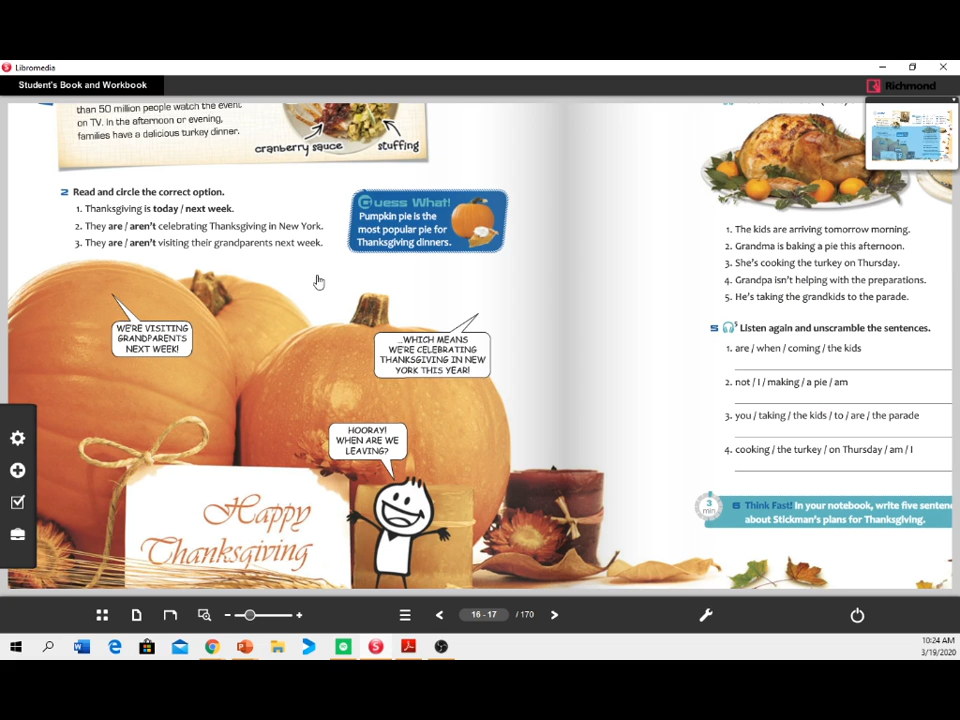 Libromedia
Student's Book and Workbook
Richmond
than 50 million people watch the event
on TV. In the afternoon or evening,
families have a delicious turkey dinner.
cranberry sauce
stuffing
2 Read and circle the correct option.
1. Thanksgiving is today / next week.
2. They are / aren't celebrating Thanksgiving in New York.
3. They are / aren't visiting their grandparents next week.
Guess What!
Pumpkin pie is the
most popular pie for
Thanksgiving dinners.
WE'RE VISITING
GRANDPARENTS
NEXT WEEK!
...WHICH MEANS
WE'RE CELEBRATING
THANKSGIVING IN NEW
YORK THIS YEAR!
HOORAY!
WHEN ARE WE
LEAVING?
Happy
Thanksgiving
1. The kids are arriving tomorrow morning.
2. Grandma is baking a pie this afternoon.
3. She's cooking the turkey on Thursday.
4. Grandpa isn't helping with the preparations.
5. He's taking the grandkids to the parade.
5 Listen again and unscramble the sentences.
1. are / when / coming / the kids
2. not / I / making / a pie / am
3. you / taking / the kids / to / are / the parade
4. cooking / the turkey / on Thursday / am / I
3
min
6 Think Fast! In your notebook, write five sentenc
about Stickman's plans for Thanksgiving.
16 - 17 / 170
10:24 AM
3/19/2020